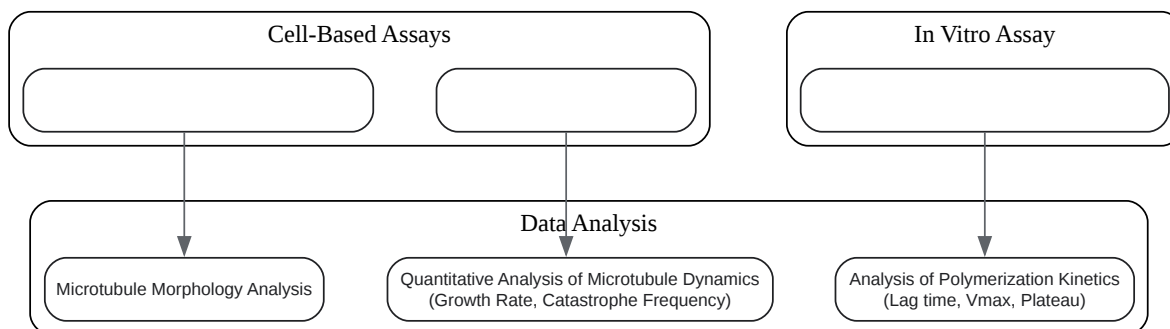 Cell-Based Assays
In Vitro Assay
Data Analysis
Microtubule Morphology Analysis
Quantitative Analysis of Microtubule Dynamics
(Growth Rate, Catastrophe Frequency)
Analysis of Polymerization Kinetics
(Lag time, Vmax, Plateau)